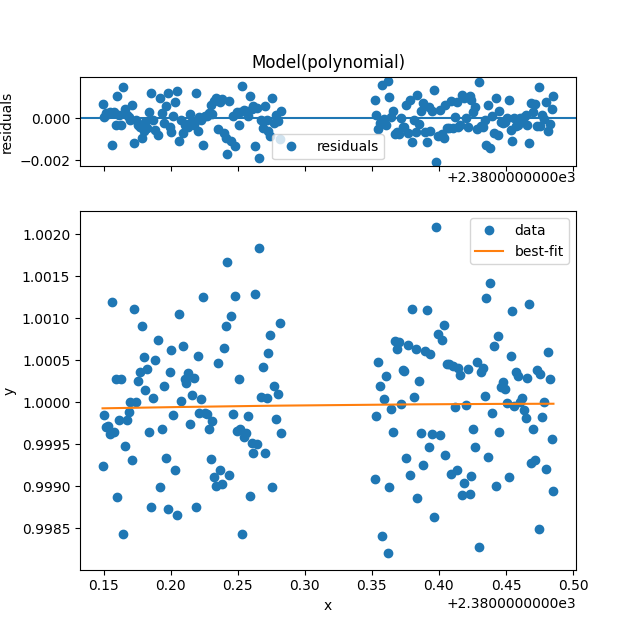 Model(polynomial)
residuals
0.000
−0.002
residuals
+2.3800000000e3
1.0020
1.0015
1.0010
1.0005
1.0000
0.9995
0.9990
0.9985
y
data
best-fit
0.15 0.20 0.25 0.30 0.35 0.40 0.45 0.50
x
+2.3800000000e3